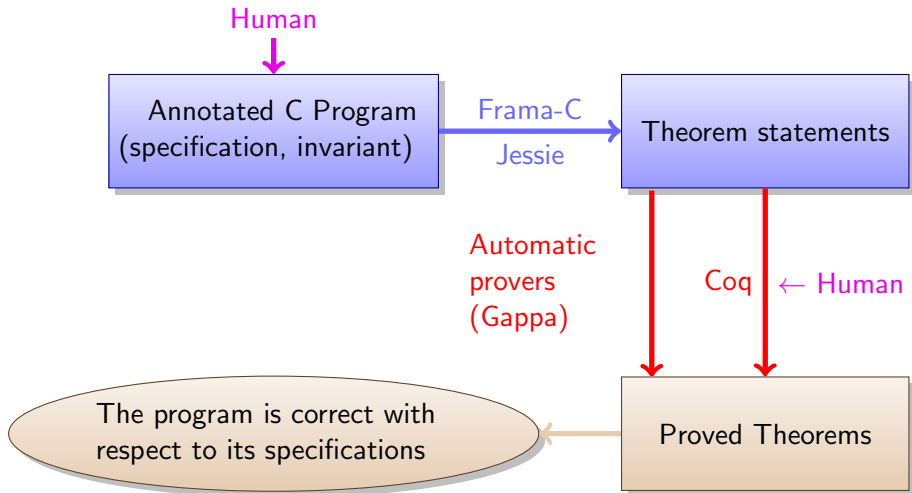 Human
Annotated C Program
(specification, invariant)
Frama-C
Jessie
Theorem statements
Automatic
provers
(Gappa)
Coq
← Human
The program is correct with
respect to its specifications
Proved Theorems